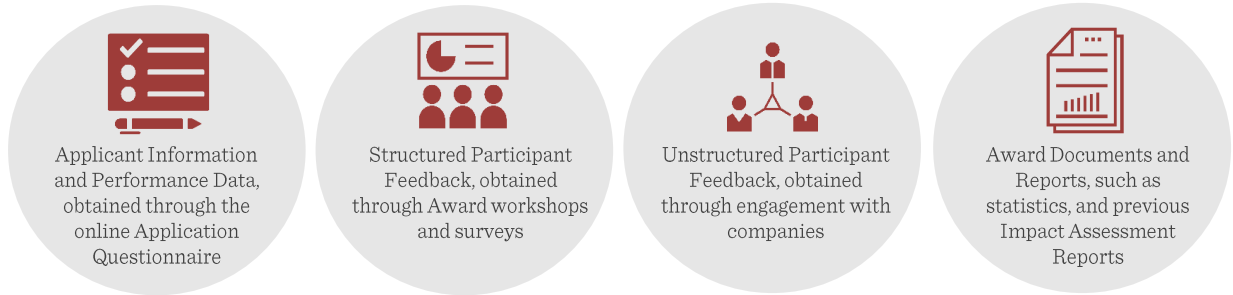 Applicant Information
and Performance Data,
obtained through the
online Application
Questionnaire
Structured Participant
Feedback, obtained
through Award workshops
and surveys
Unstructured Participant
Feedback, obtained
through engagement with
companies
Award Documents and
Reports, such as
statistics, and previous
Impact Assessment
Reports